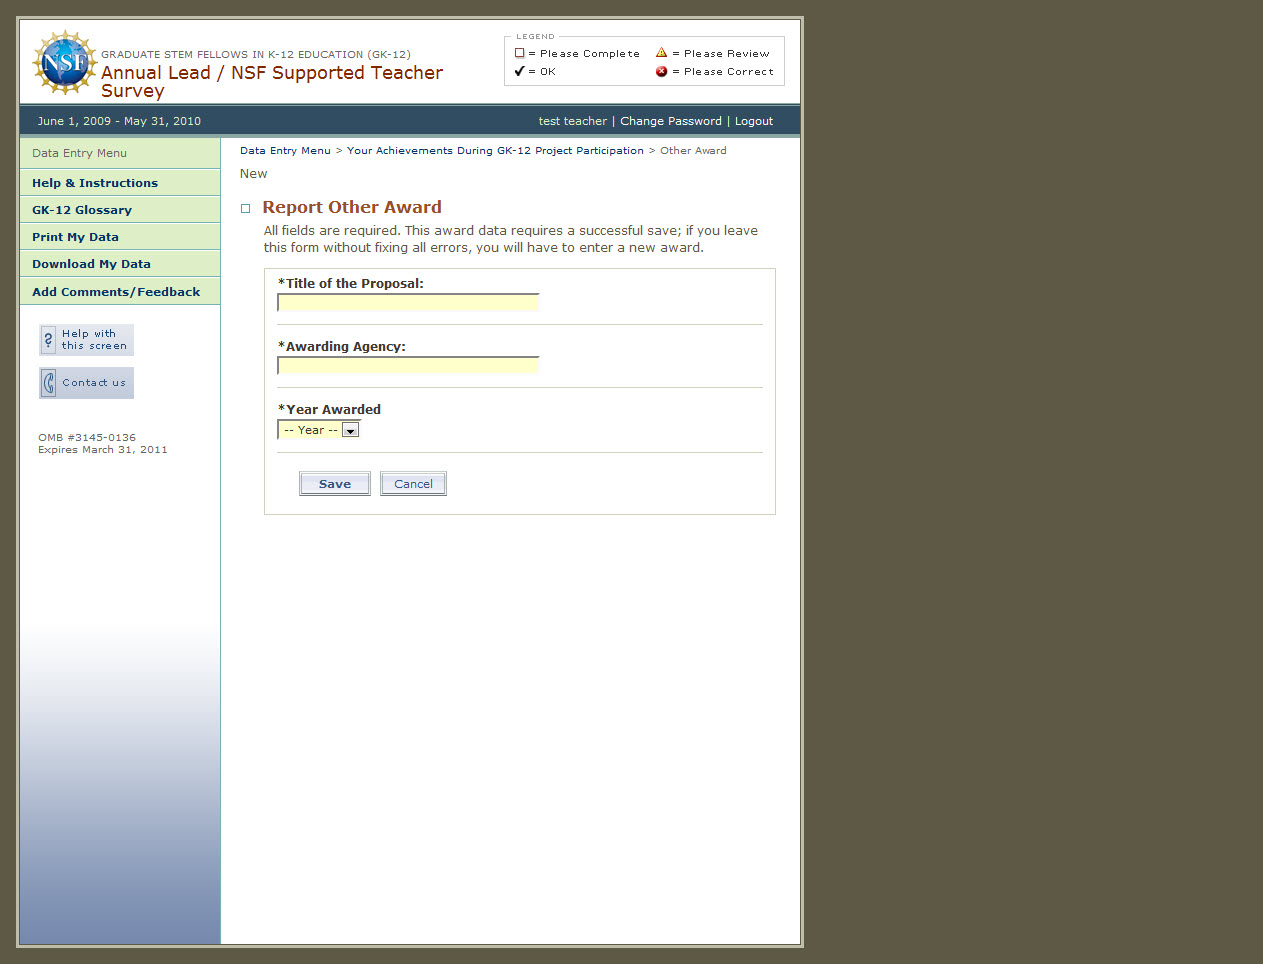 NSF
GRADUATE STEM FELLOWS IN K-12 EDUCATION (GK-12)
Annual Lead / NSF Supported Teacher
Survey
LEGEND
= Please Complete
= Please Review
= OK
= Please Correct
June 1, 2009 - May 31, 2010
test teacher | Change Password | Logout
Data Entry Menu
Help & Instructions
GK-12 Glossary
Print My Data
Download My Data
Add Comments/Feedback
? Help with
this screen
Contact us
OMB #3145-0136
Expires March 31, 2011
Data Entry Menu > Your Achievements During GK-12 Project Participation > Other Award
New
Report Other Award
All fields are required. This award data requires a successful save; if you leave
this form without fixing all errors, you will have to enter a new award.
*Title of the Proposal:
*Awarding Agency:
*Year Awarded
-- Year --
Save
Cancel